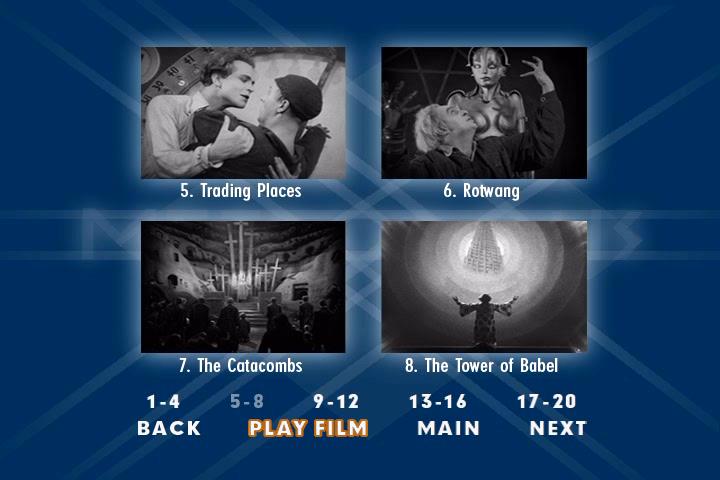 5. Trading Places
6. Rotwang
7. The Catacombs
8. The Tower of Babel
1-4 5-8 9-12 13-16 17-20
BACK PLAY FILM MAIN NEXT